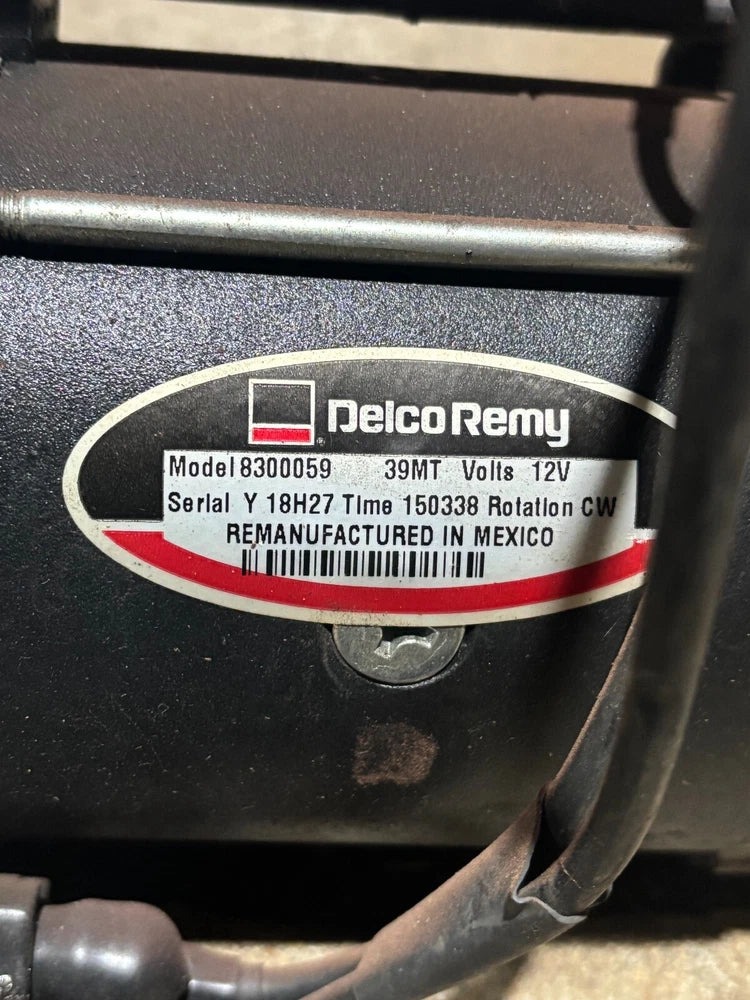 DelcoRemy
Model 8300059 39MT Volts 12V
Serial Y 18H27 Time 150338 Rotation CW
REMANUFACTURED IN MEXICO